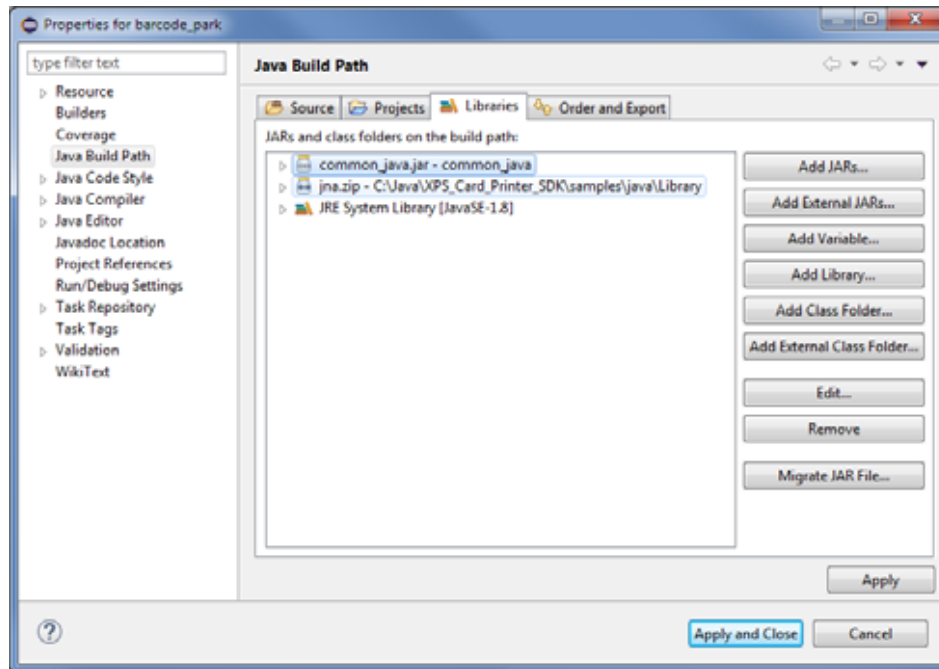 Properties for barcode_park
type filter text
Resource
Builders
Coverage
Java Build Path
Java Code Style
Java Compiler
Java Editor
Javadoc Location
Project References
Run/Debug Settings
Task Repository
Task Tags
Validation
WikiText
Java Build Path
Source Projects Libraries Order and Export
JARs and class folders on the build path:
common_java.jar - common_java
jna.zip - C:\Java\XPS_Card_Printer_SDK\samples\java\Library
JRE System Library [JavaSE-1.8]
Add JARs...
Add External JARs...
Add Variable...
Add Library...
Add Class Folder...
Add External Class Folder...
Edit...
Remove
Migrate JAR File...
Apply
Apply and Close Cancel